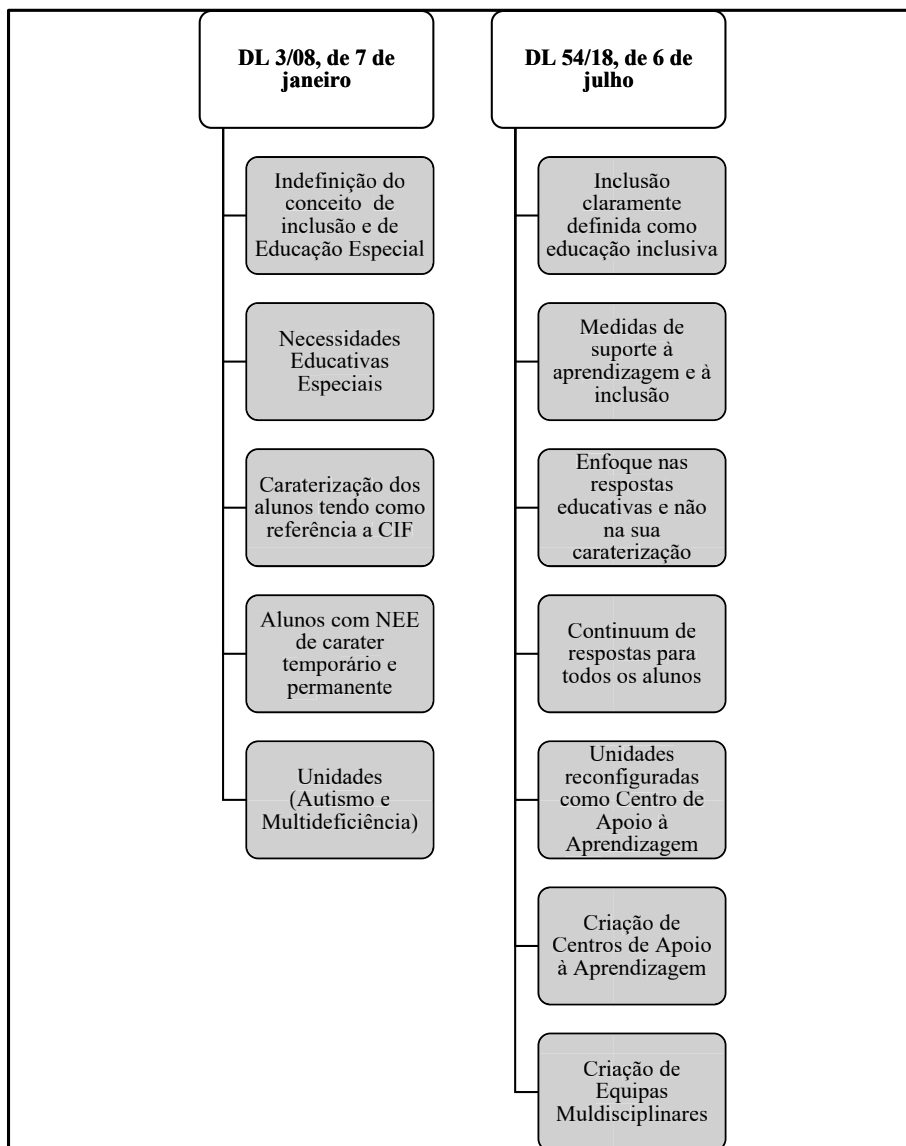 DL 3/08, de 7 de
janeiro
Indefinição do
conceito de
inclusão e de
Educação Especial
Necessidades
Educativas
Especiais
Caraterização dos
alunos tendo como
referência a CIF
Alunos com NEE
de carater
temporário e
permanente
Unidades
(Autismo e
Multideficiência)
DL 54/18, de 6 de
julho
Inclusão
claramente
definida como
educação inclusiva
Medidas de
suporte à
aprendizagem e à
inclusão
Enfoque nas
respostas
educativas e não
na sua
caraterização
Continuum de
respostas para
todos os alunos
Unidades
reconfiguradas
como Centro de
Apoio à
Aprendizagem
Criação de
Centros de Apoio
à Aprendizagem
Criação de
Equipas
Muldisciplinares